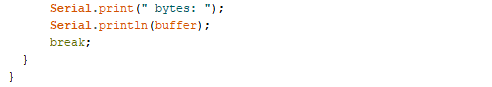 Serial.print(" bytes: ");
Serial.println(buffer);
break;
}
}